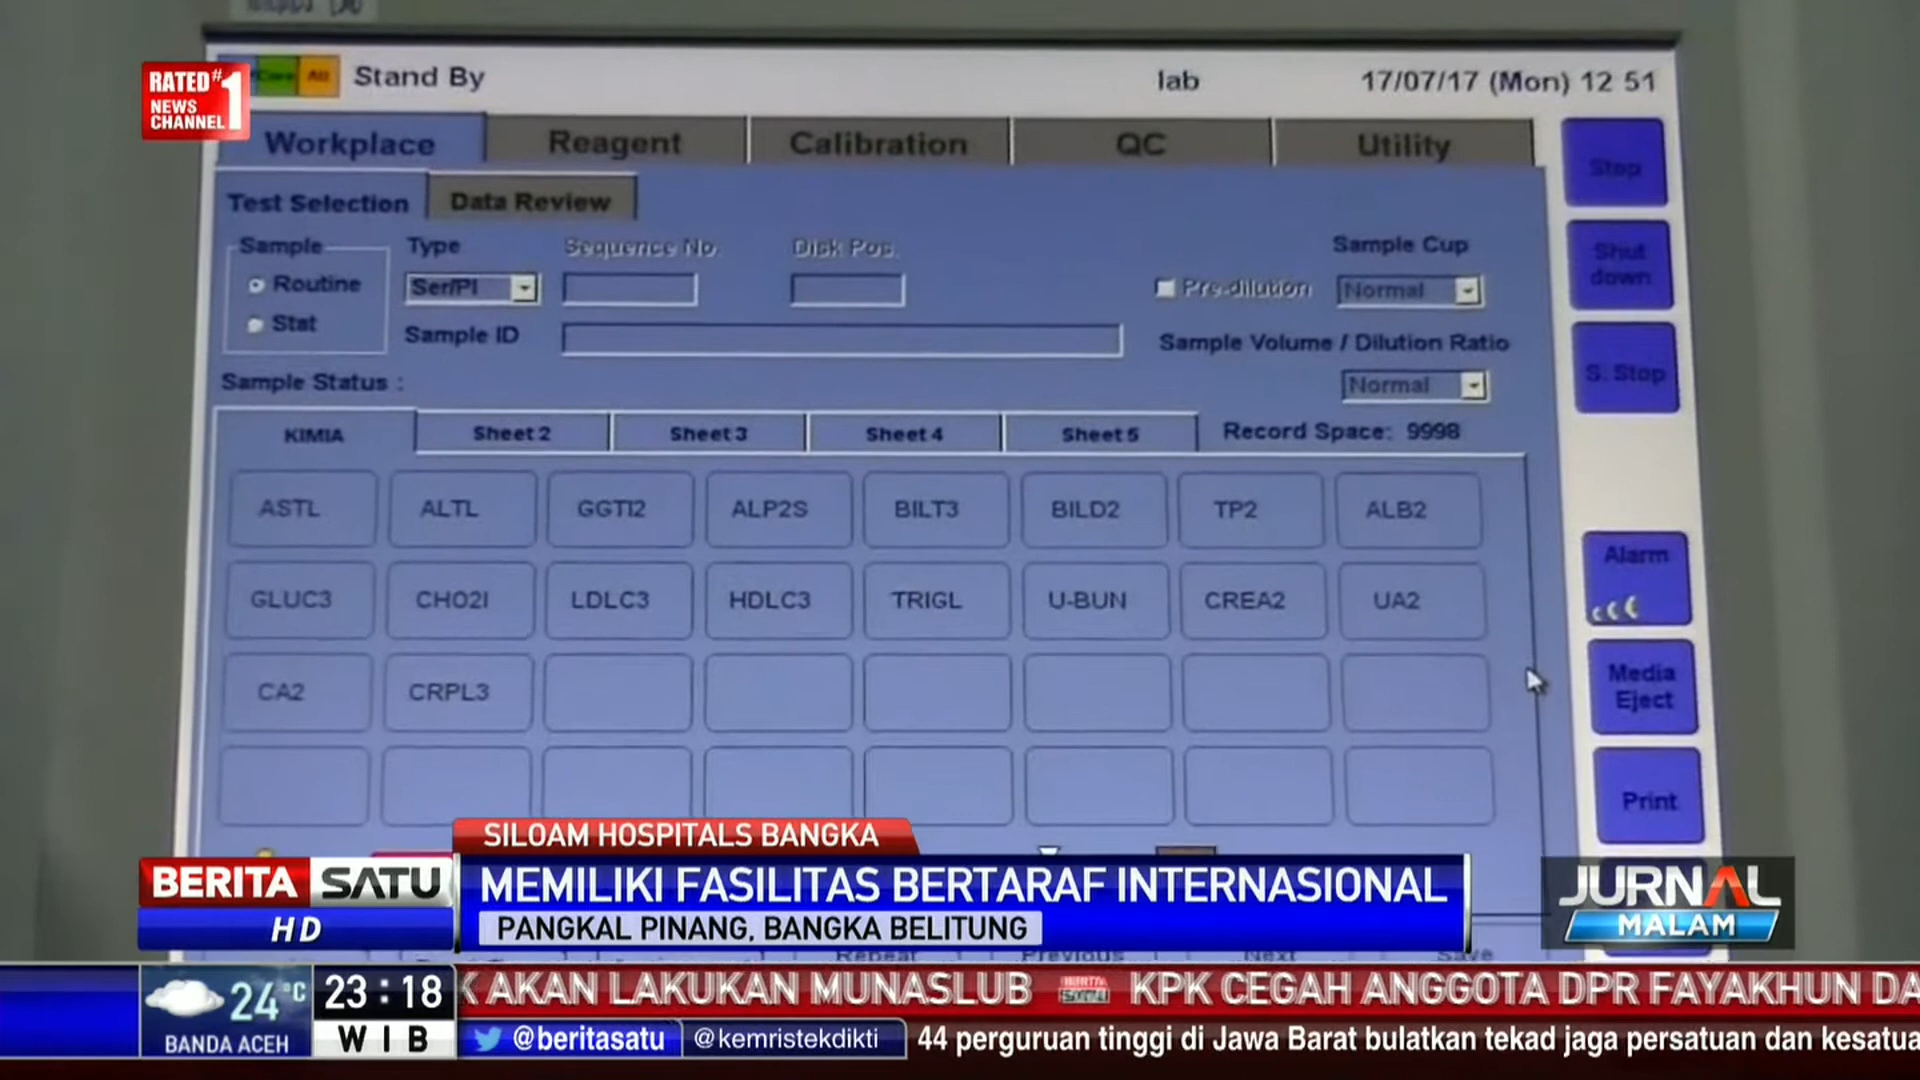 RATED #1
NEWS
CHANNEL
Stand By
lab
17/07/17 (Mon) 12 51
Workplace
Reagent
Calibration
QC
Utility
Stop
Test Selection
Data Review
Shut
down
Sample
Type
Sequence No.
Disk Pos.
Sample Cup
Routine
Ser/Pl
Pre-dilution
Normal
Stat
Sample ID
Sample Volume / Dilution Ratio
S. Stop
Sample Status :
Normal
KIMIA
Sheet 2
Sheet 3
Sheet 4
Sheet 5
Record Space: 9998
ASTL
ALTL
GGTI2
ALP2S
BILT3
BILD2
TP2
ALB2
Alarm
GLUC3
CHO2I
LDLC3
HDLC3
TRIGL
U-BUN
CREA2
UA2
CA2
CRPL3
Media
Eject
Print
SILOAM HOSPITALS BANGKA
BERITA SATU
HD
MEMILIKI FASILITAS BERTARAF INTERNASIONAL
PANGKAL PINANG, BANGKA BELITUNG
JURNAL
MALAM
Repeat
Previous
Next
Save
24°C
BANDA ACEH
23:18
WIB
K AKAN LAKUKAN MUNASLUB
BERITA SATU
KPK CEGAH ANGGOTA DPR FAYAKHUN DA
@beritasatu
@kemristekdikti
44 perguruan tinggi di Jawa Barat bulatkan tekad jaga persatuan dan kesatua